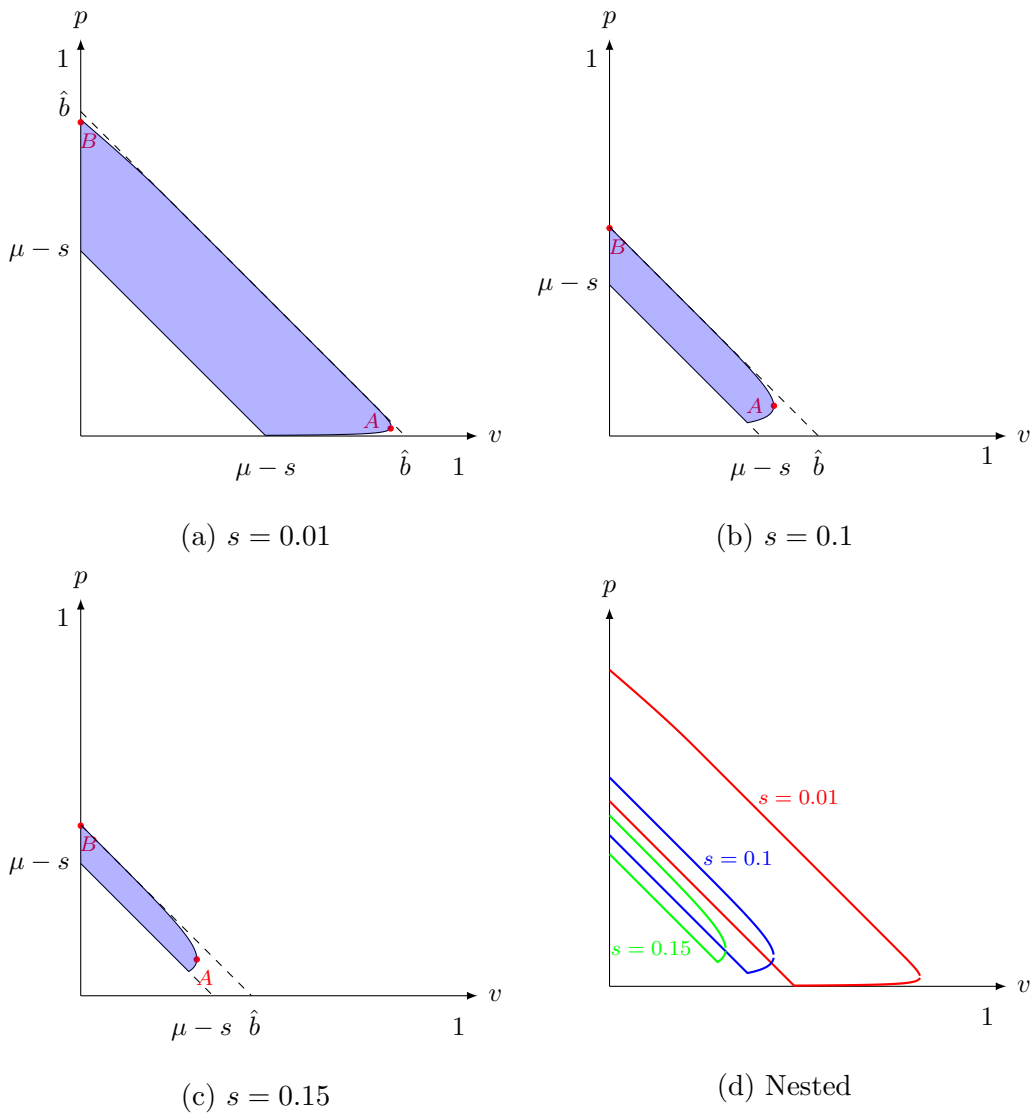 p
1
b̂
B
μ − s
A
v
μ − s
b̂
1
(a) s = 0.01
p
1
B
μ − s
A
v
μ − s
b̂
1
(b) s = 0.1
p
1
B
μ − s
A
v
μ − s
b̂
1
(c) s = 0.15
p
s = 0.01
s = 0.1
s = 0.15
v
1
(d) Nested